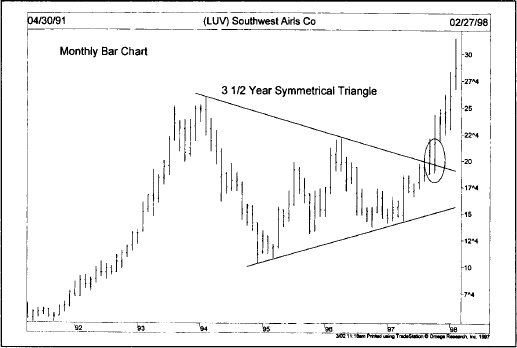 04/30/91 (LUV) Southwest Airls Co 02/27/98
Monthly Bar Chart
3 1/2 Year Symmetrical Triangle
30
27^4
25
22^4
20
17^4
15
12^4
10
7^4
92 93 94 95 96 97 98
3/02 11:18am Printed using TradeStation © Omega Research, Inc. 1997